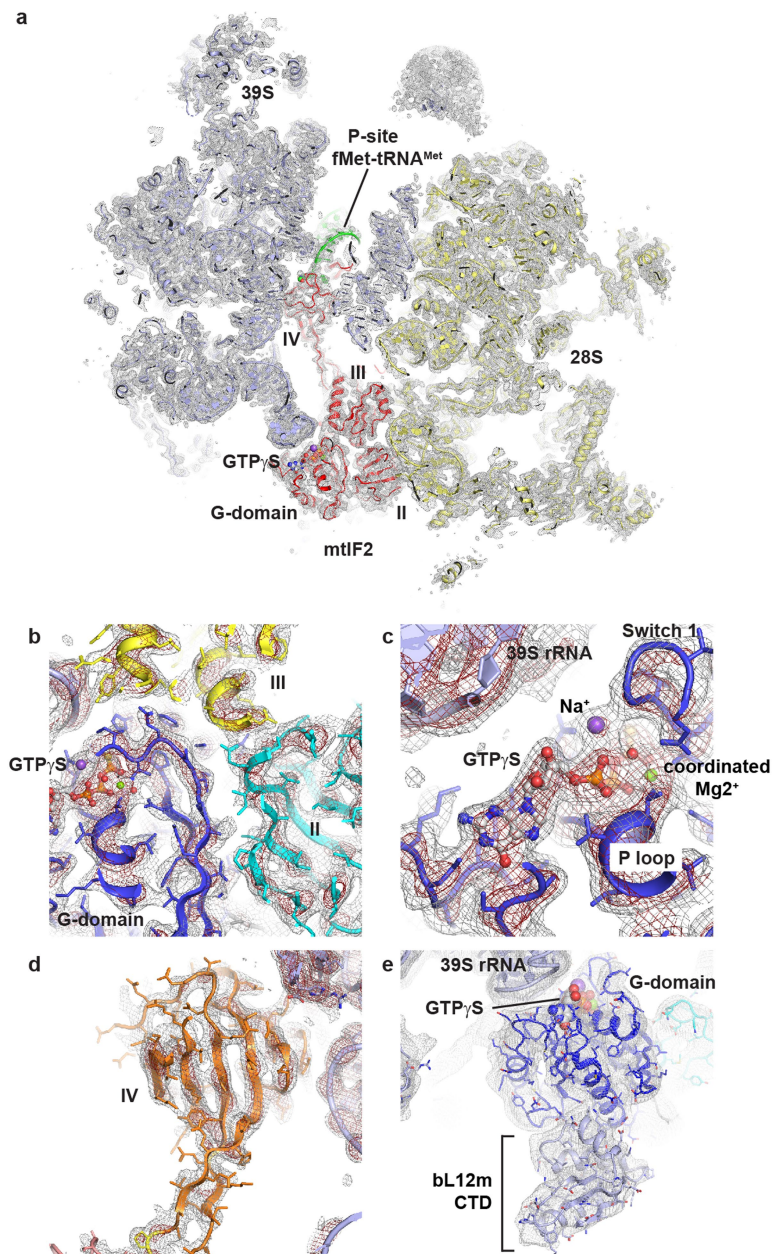 a
39S
P-site
fMet-tRNAᴹᵉᵗ
IV
III
28S
GTPγS
G-domain
II
mtIF2
b
III
GTPγS
II
G-domain
c
Switch 1
39S rRNA
Na⁺
GTPγS
coordinated
Mg2⁺
P loop
d
IV
e
39S rRNA
G-domain
GTPγS
bL12m
CTD